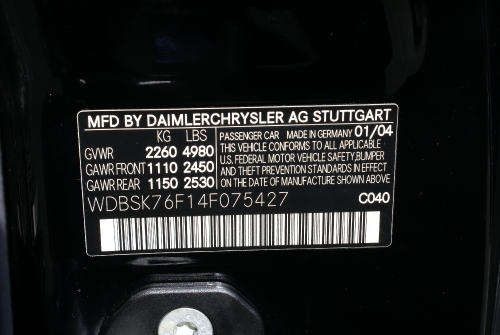 MFD BY DAIMLERCHRYSLER AG STUTTGART
KG LBS
GVWR 2260 4980
GAWR FRONT 1110 2450
GAWR REAR 1150 2530
PASSENGER CAR MADE IN GERMANY 01/04
THIS VEHICLE CONFORMS TO ALL APPLICABLE
U.S. FEDERAL MOTOR VEHICLE SAFETY, BUMPER
AND THEFT PREVENTION STANDARDS IN EFFECT
ON THE DATE OF MANUFACTURE SHOWN ABOVE
WDBSK76F14F075427 C040